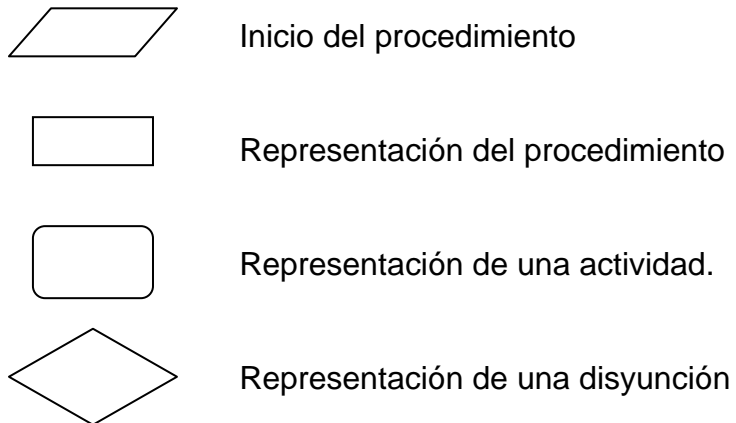 Inicio del procedimiento
Representación del procedimiento
Representación de una actividad.
Representación de una disyunción